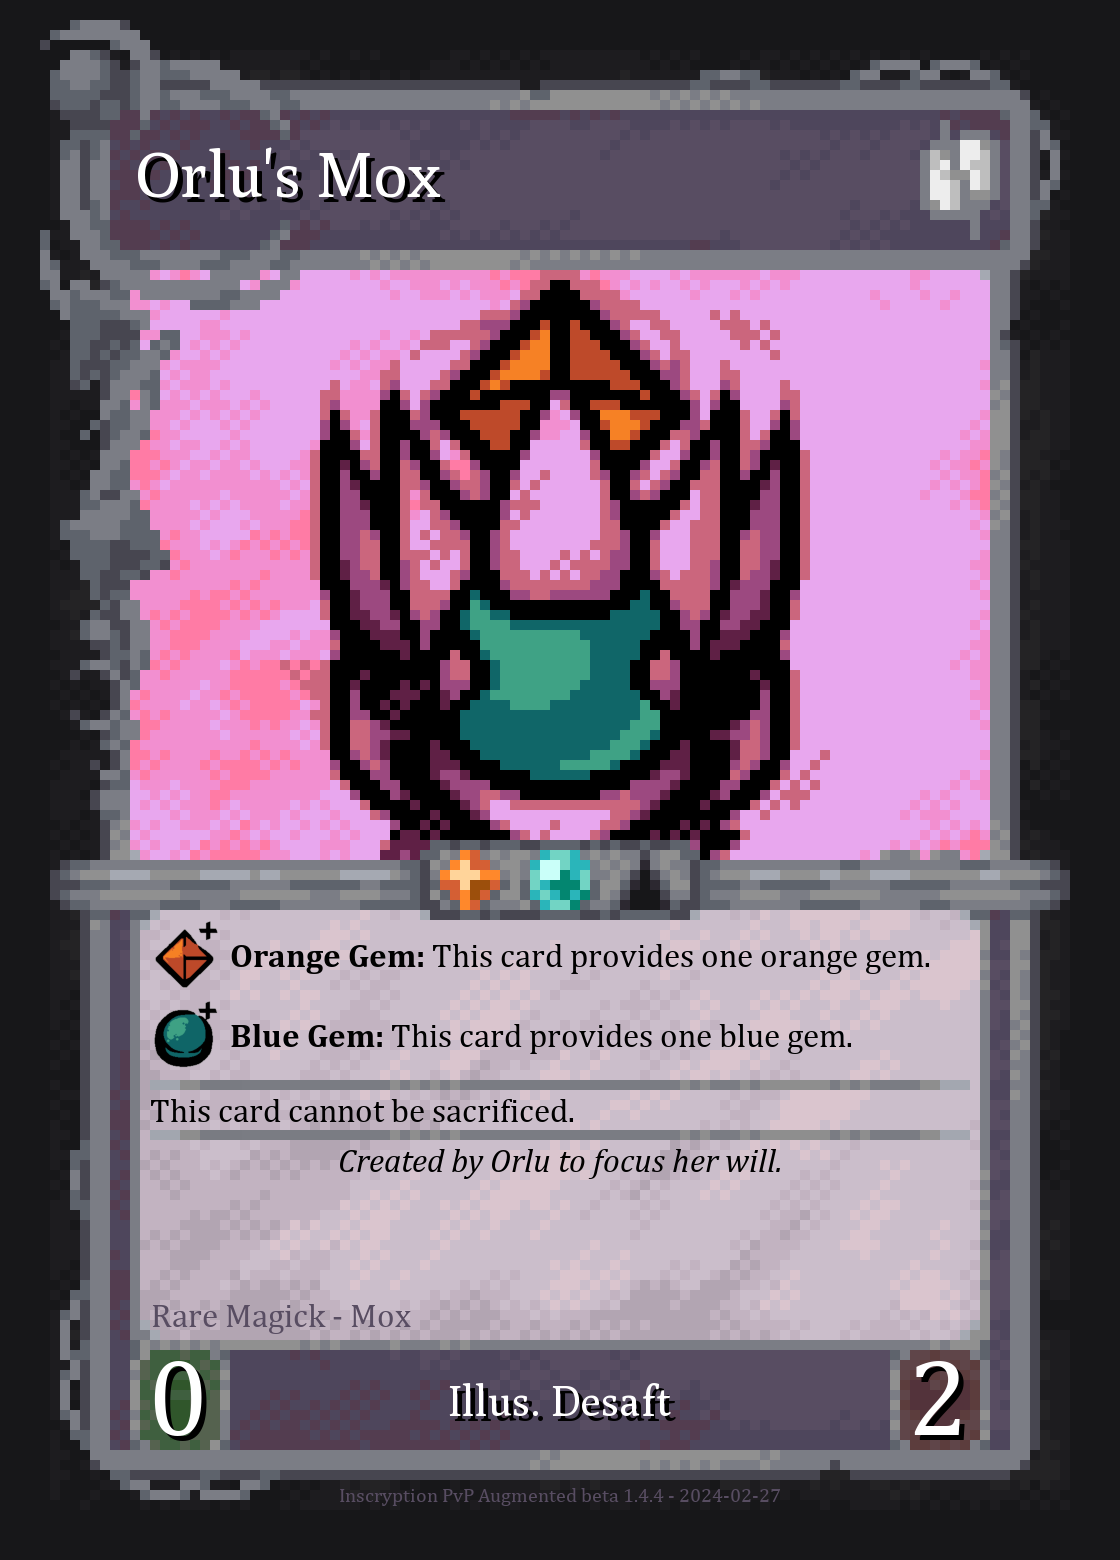 Orlu's Mox
Orange Gem: This card provides one orange gem.
Blue Gem: This card provides one blue gem.
This card cannot be sacrificed.
Created by Orlu to focus her will.
Rare Magick - Mox
0
Illus. Desaft
2
Inscryption PvP Augmented beta 1.4.4 - 2024-02-27